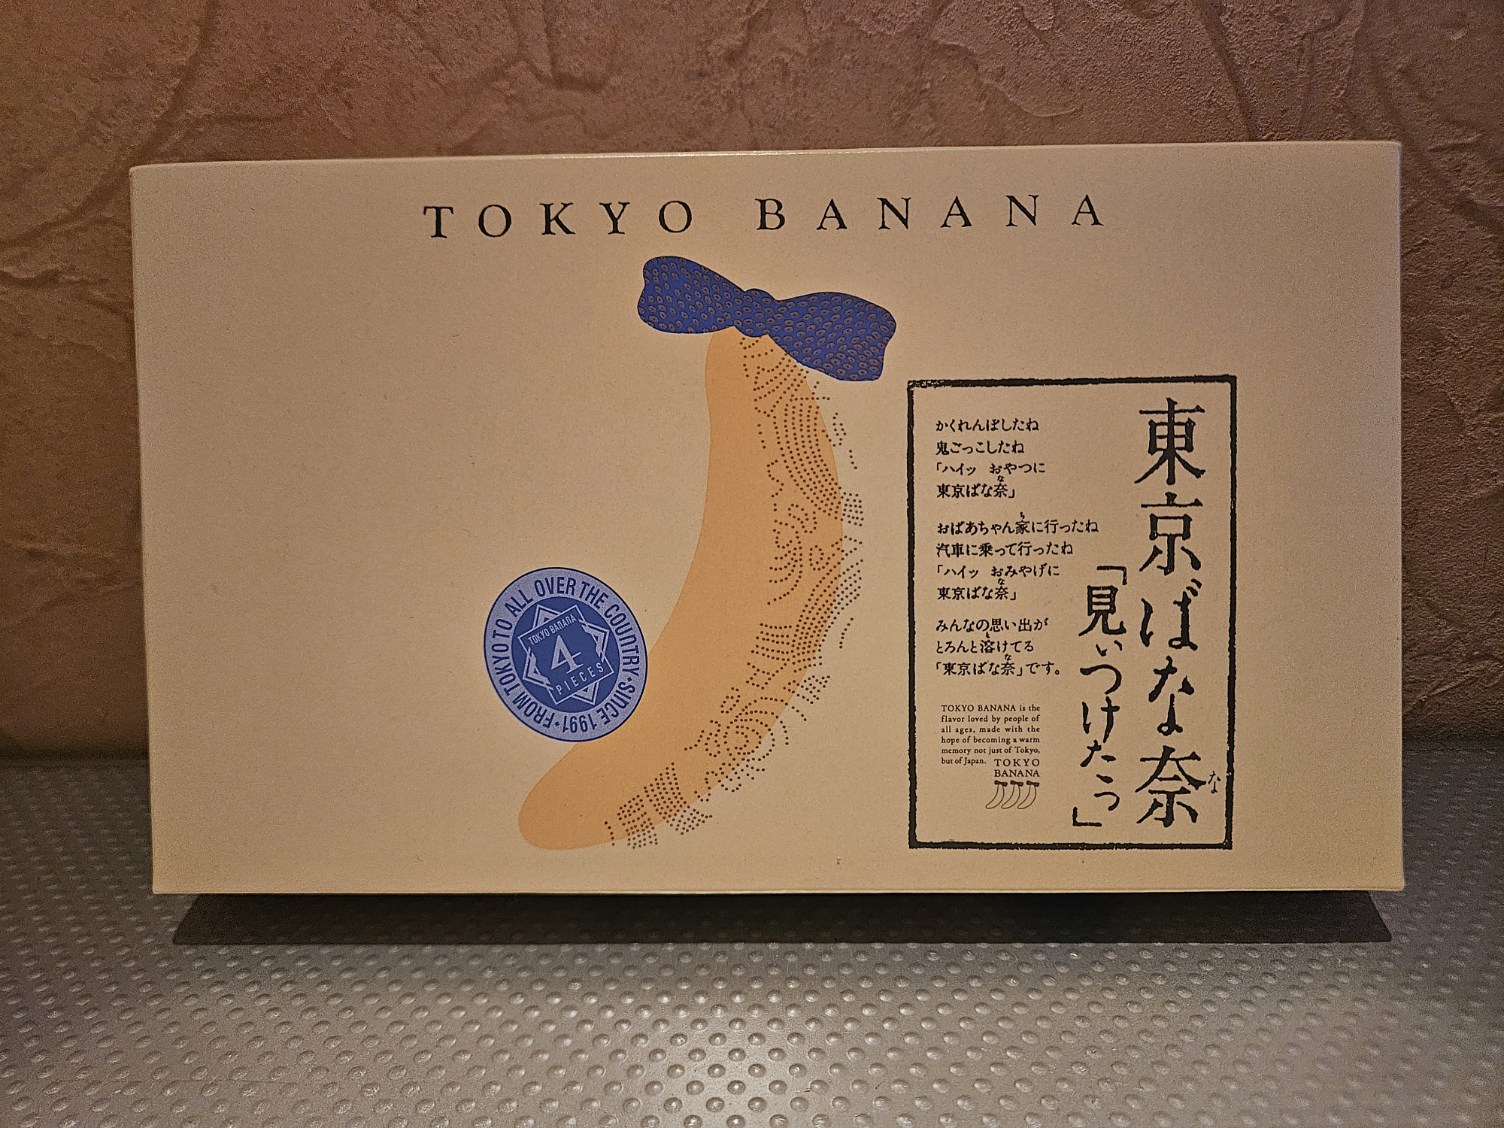 TOKYO BANANA
東京ばな奈
な
「見ぃつけたっ」
かくれんぼしたね
鬼ごっこしたね
「ハイッ おやつに
な
東京ばな奈」
ち
おばあちゃん家に行ったね
汽車に乗って行ったね
「ハイッ おみやげに
な
東京ばな奈」
みんなの思い出が
と
とろんと溶けてる
な
「東京ばな奈」です。
TOKYO BANANA is the
flavor loved by people of
all ages, made with the
hope of becoming a warm
memory not just of Tokyo,
but of Japan.
TOKYO
BANANA
FROM TOKYO TO ALL OVER THE COUNTRY・SINCE 1991・
TOKYO BANANA
4
PIECES